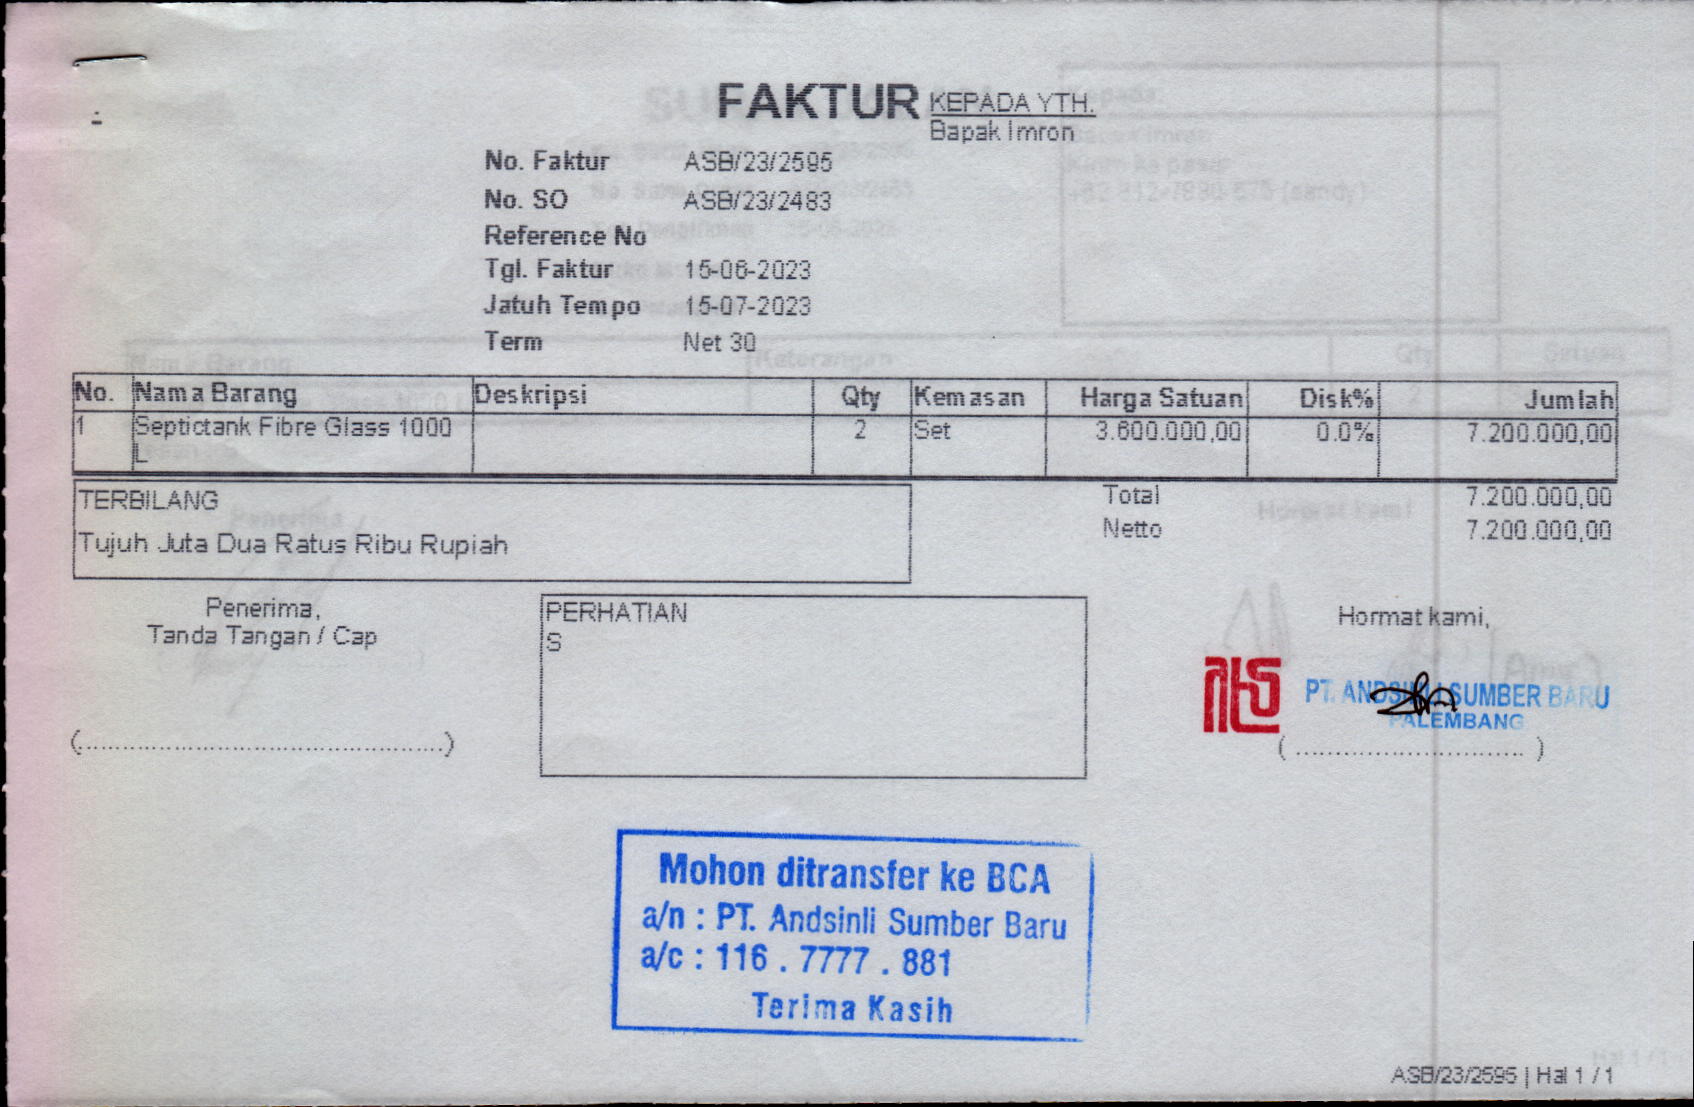 FAKTUR
KEPADA YTH.
Bapak Imron
No. Faktur ASB/23/2595
No. SO ASB/23/2483
Reference No
Tgl. Faktur 15-06-2023
Jatuh Tempo 15-07-2023
Term Net 30
No. Nama Barang Deskripsi Qty Kemasan Harga Satuan Disk% Jumlah
1 Septictank Fibre Glass 1000 2 Set 3.600.000,00 0.0% 7.200.000,00
L
TERBILANG
Tujuh Juta Dua Ratus Ribu Rupiah
Total 7.200.000,00
Netto 7.200.000,00
Penerima,
Tanda Tangan / Cap
(............................................)
PERHATIAN
S
Hormat kami,
PT. ANDSINLI SUMBER BARU
PALEMBANG
( ............................ )
Mohon ditransfer ke BCA
a/n : PT. Andsinli Sumber Baru
a/c : 116 . 7777 . 881
Terima Kasih
ASB/23/2595 | Hal 1 / 1